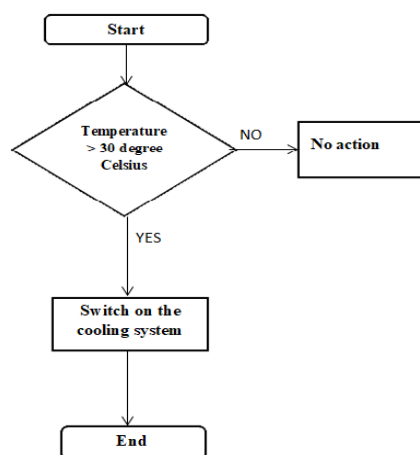 Start
Temperature
> 30 degree
Celsius
NO
No action
YES
Switch on the
cooling system
End